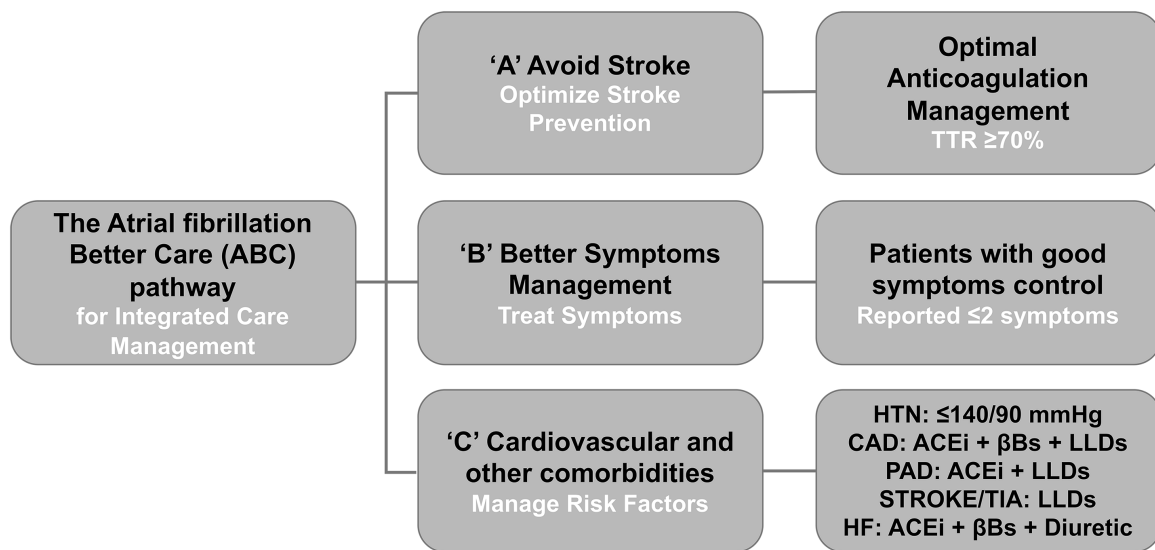 The Atrial fibrillation
Better Care (ABC)
pathway
for Integrated Care
Management
‘A’ Avoid Stroke
Optimize Stroke
Prevention
Optimal
Anticoagulation
Management
TTR ≥70%
‘B’ Better Symptoms
Management
Treat Symptoms
Patients with good
symptoms control
Reported ≤2 symptoms
‘C’ Cardiovascular and
other comorbidities
Manage Risk Factors
HTN: ≤140/90 mmHg
CAD: ACEi + βBs + LLDs
PAD: ACEi + LLDs
STROKE/TIA: LLDs
HF: ACEi + βBs + Diuretic